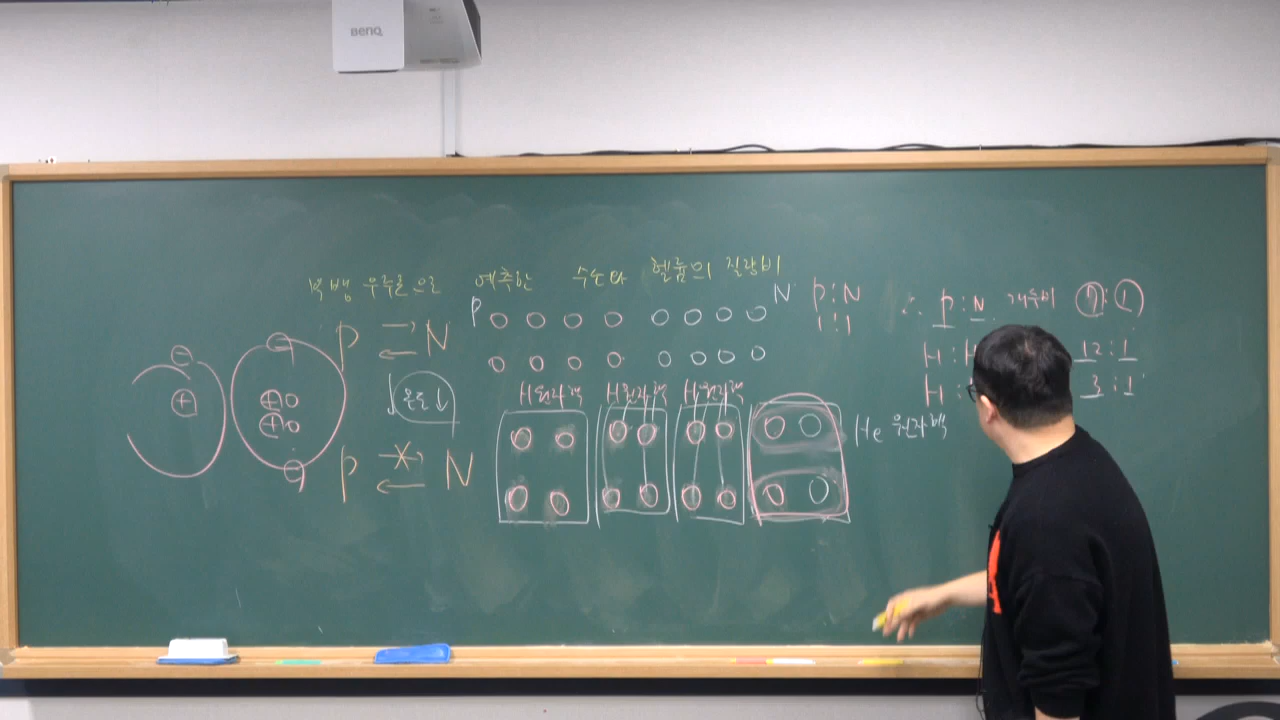 BenQ
빅뱅 우주론으로 예측한 수소와 헬륨의 질량비
P N P:N
1:1
∴ P:N 개수비 7:1
P ⇄ N
H:H 12:1
H: 3:1
↓ 온도↓
H원자핵 H원자핵 H원자핵
He 원자핵
P N